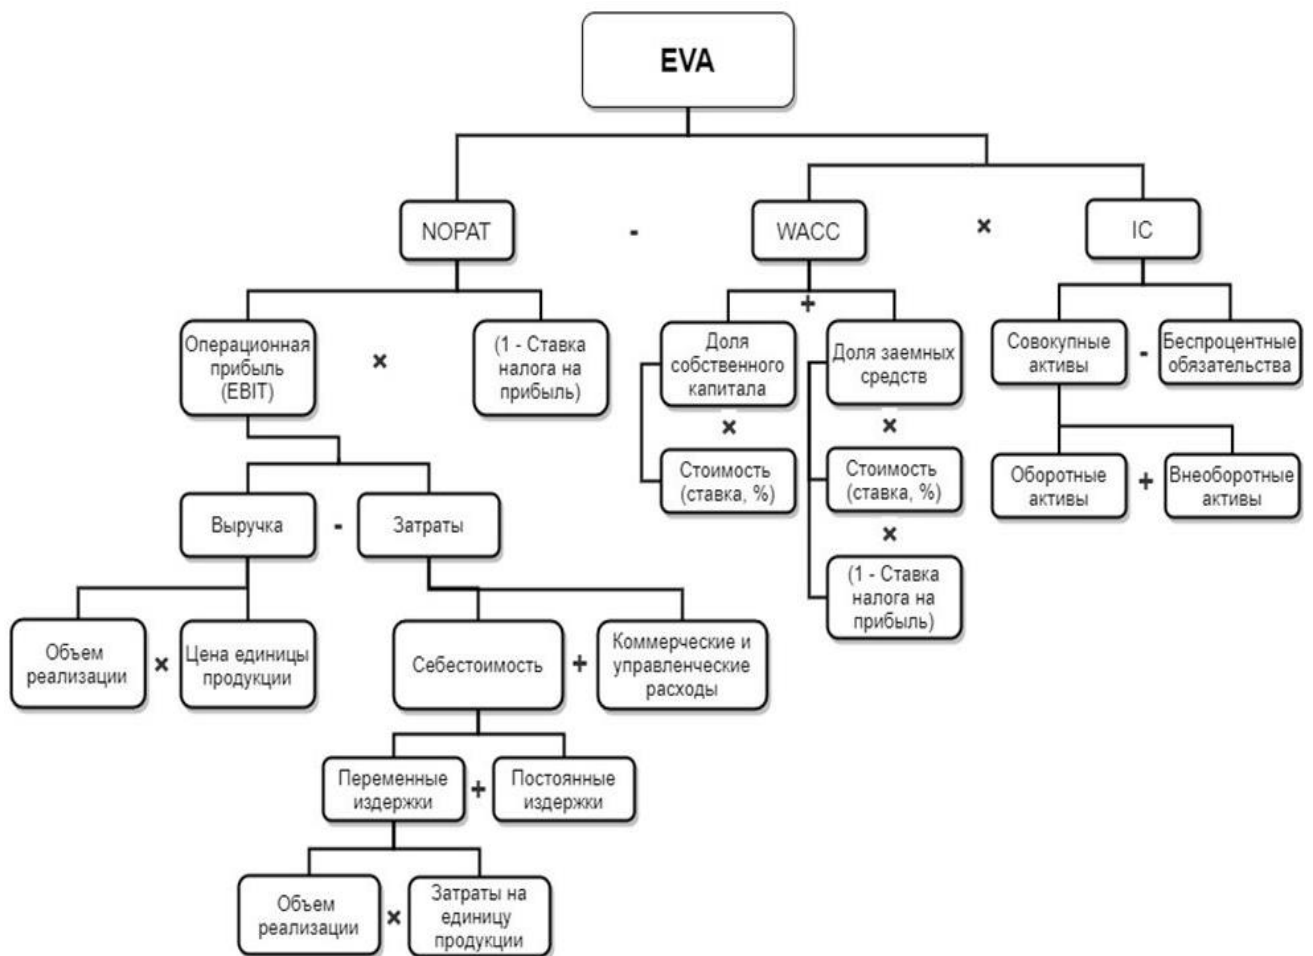 EVA
NOPAT
-
WACC
×
IC
+
Операционная
прибыль
(EBIT)
×
(1 - Ставка
налога на
прибыль)
Доля
собственного
капитала
Доля заемных
средств
Совокупные
активы
-
Беспроцентные
обязательства
×
×
Стоимость
(ставка, %)
Стоимость
(ставка, %)
Оборотные
активы
+
Внеоборотные
активы
Выручка
-
Затраты
×
(1 - Ставка
налога на
прибыль)
Объем
реализации
×
Цена единицы
продукции
Себестоимость
+
Коммерческие и
управленческие
расходы
Переменные
издержки
+
Постоянные
издержки
Объем
реализации
×
Затраты на
единицу
продукции